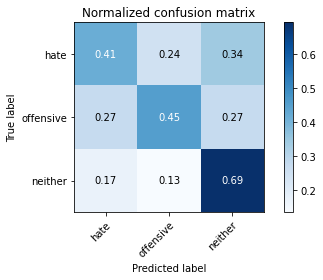 Normalized confusion matrix
True label
hate
0.41 0.24 0.34
offensive
0.27 0.45 0.27
neither
0.17 0.13 0.69
hate
offensive
neither
Predicted label
0.6
0.5
0.4
0.3
0.2